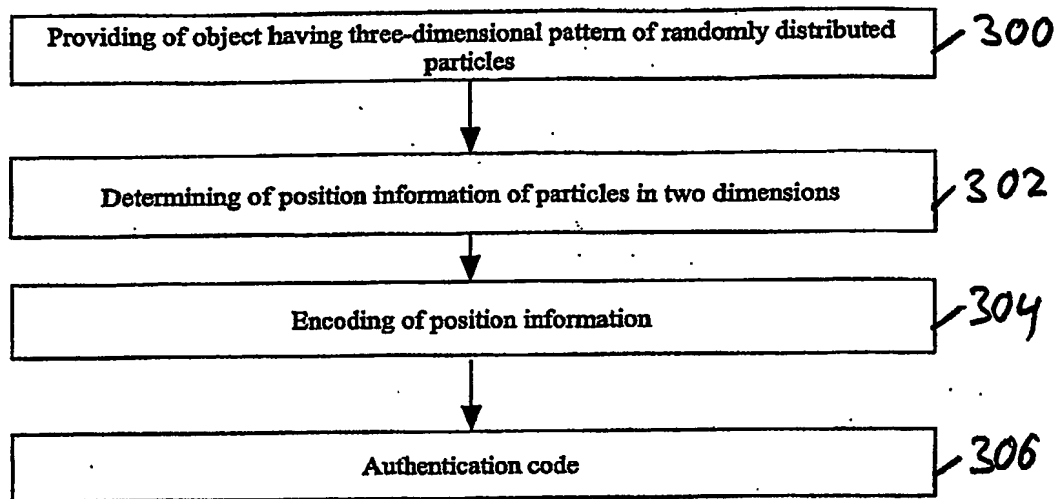 Providing of object having three-dimensional pattern of randomly distributed
particles
300
Determining of position information of particles in two dimensions
302
Encoding of position information
304
Authentication code
306